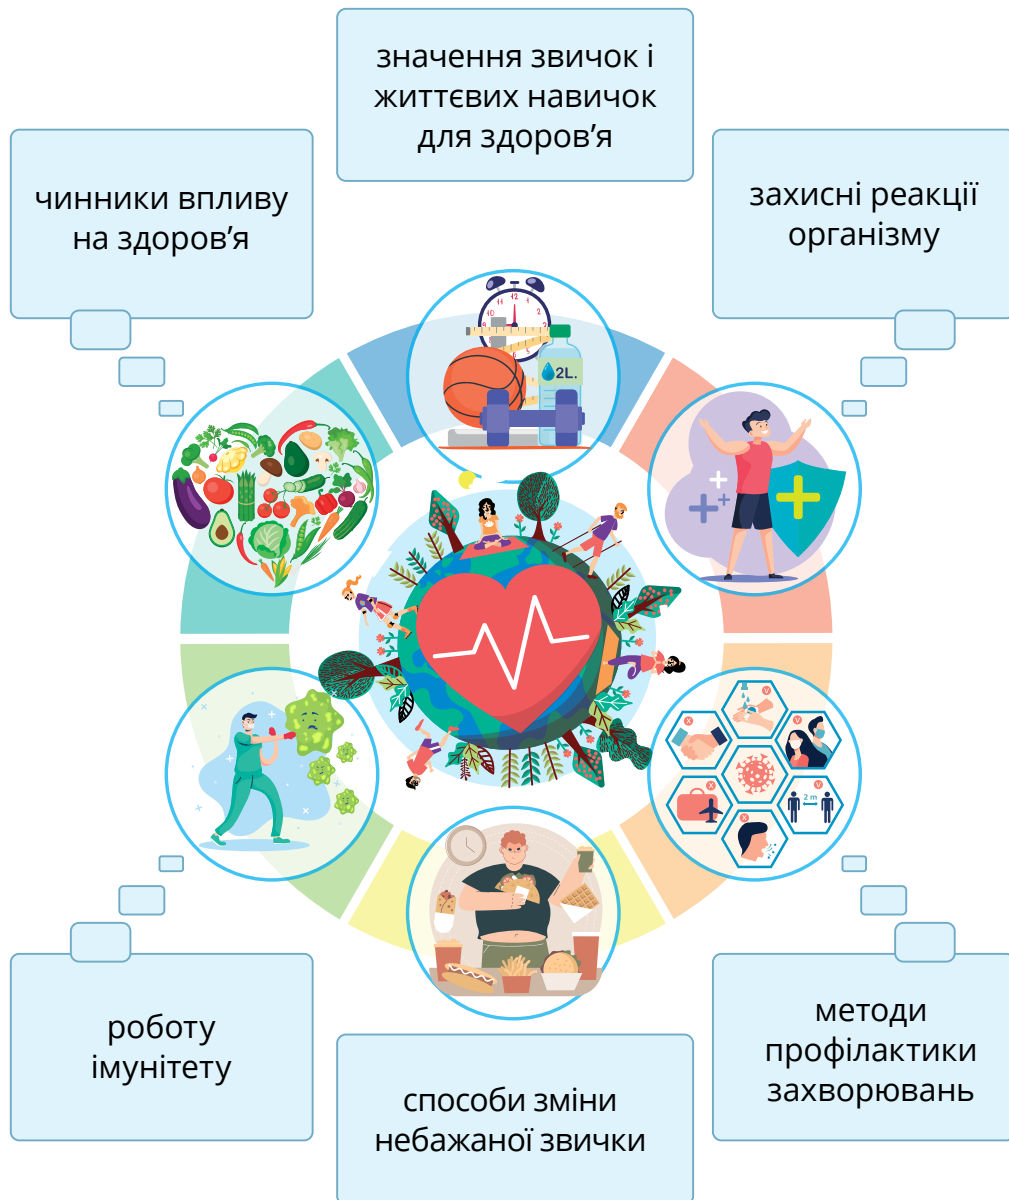 значення звичок і
життєвих навичок
для здоров’я
чинники впливу
на здоров’я
захисні реакції
організму
2L.
2 m
роботу
імунітету
методи
профілактики
захворювань
способи зміни
небажаної звички